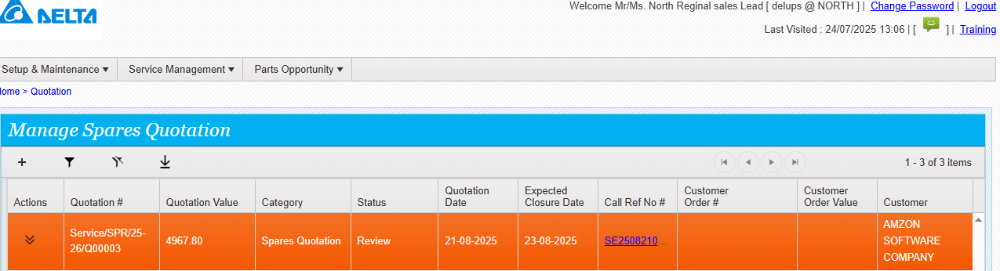 DELTA
Welcome Mr/Ms. North Reginal sales Lead [ delups @ NORTH ] | Change Password | Logout
Last Visited : 24/07/2025 13:06 | [ ] | Training
Setup & Maintenance Service Management Parts Opportunity
ome > Quotation
Manage Spares Quotation
1 - 3 of 3 items
Actions Quotation # Quotation Value Category Status Quotation Date Expected Closure Date Call Ref No # Customer Order # Customer Order Value Customer
Service/SPR/25-26/Q00003 4967.80 Spares Quotation Review 21-08-2025 23-08-2025 SE2508210... AMZON SOFTWARE COMPANY